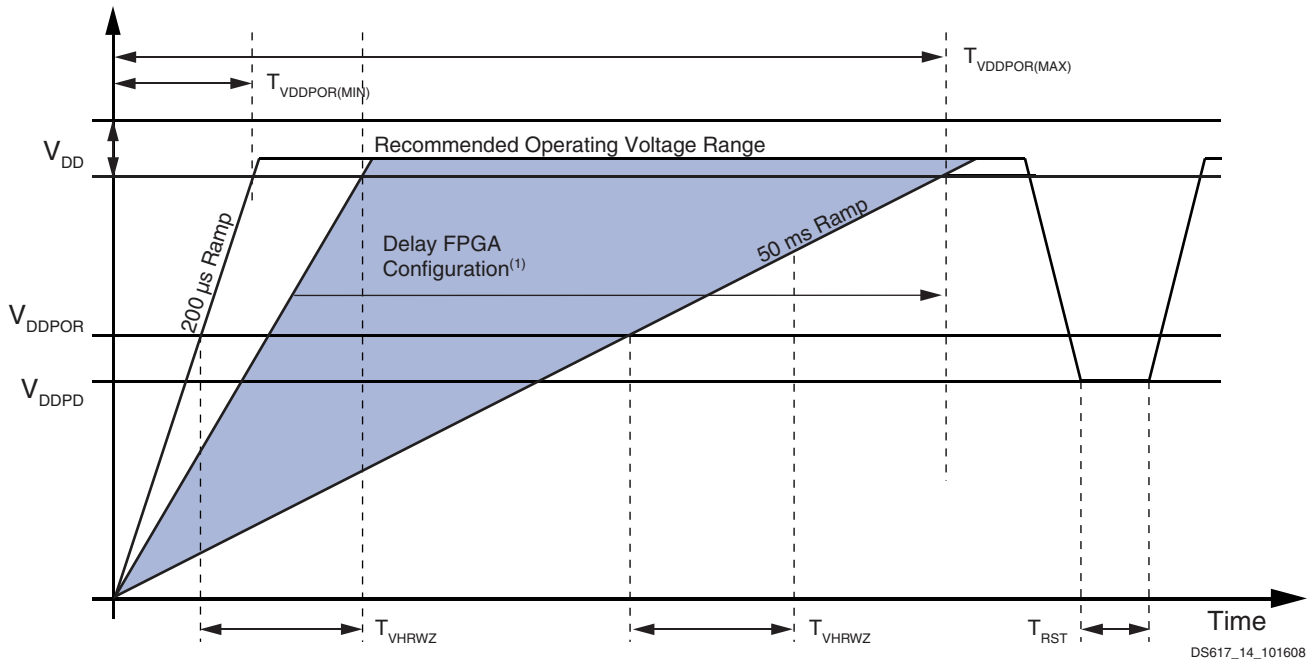 T_VDDPOR(MAX)
T_VDDPOR(MIN)
V_DD
Recommended Operating Voltage Range
200 µs Ramp
Delay FPGA
Configuration(1)
50 ms Ramp
V_DDPOR
V_DDPD
T_VHRWZ
T_VHRWZ
T_RST
Time
DS617_14_101608